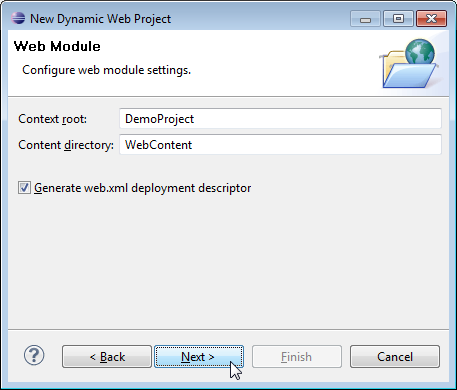 New Dynamic Web Project
Web Module
Configure web module settings.
Context root: DemoProject
Content directory: WebContent
Generate web.xml deployment descriptor
? < Back Next > Finish Cancel